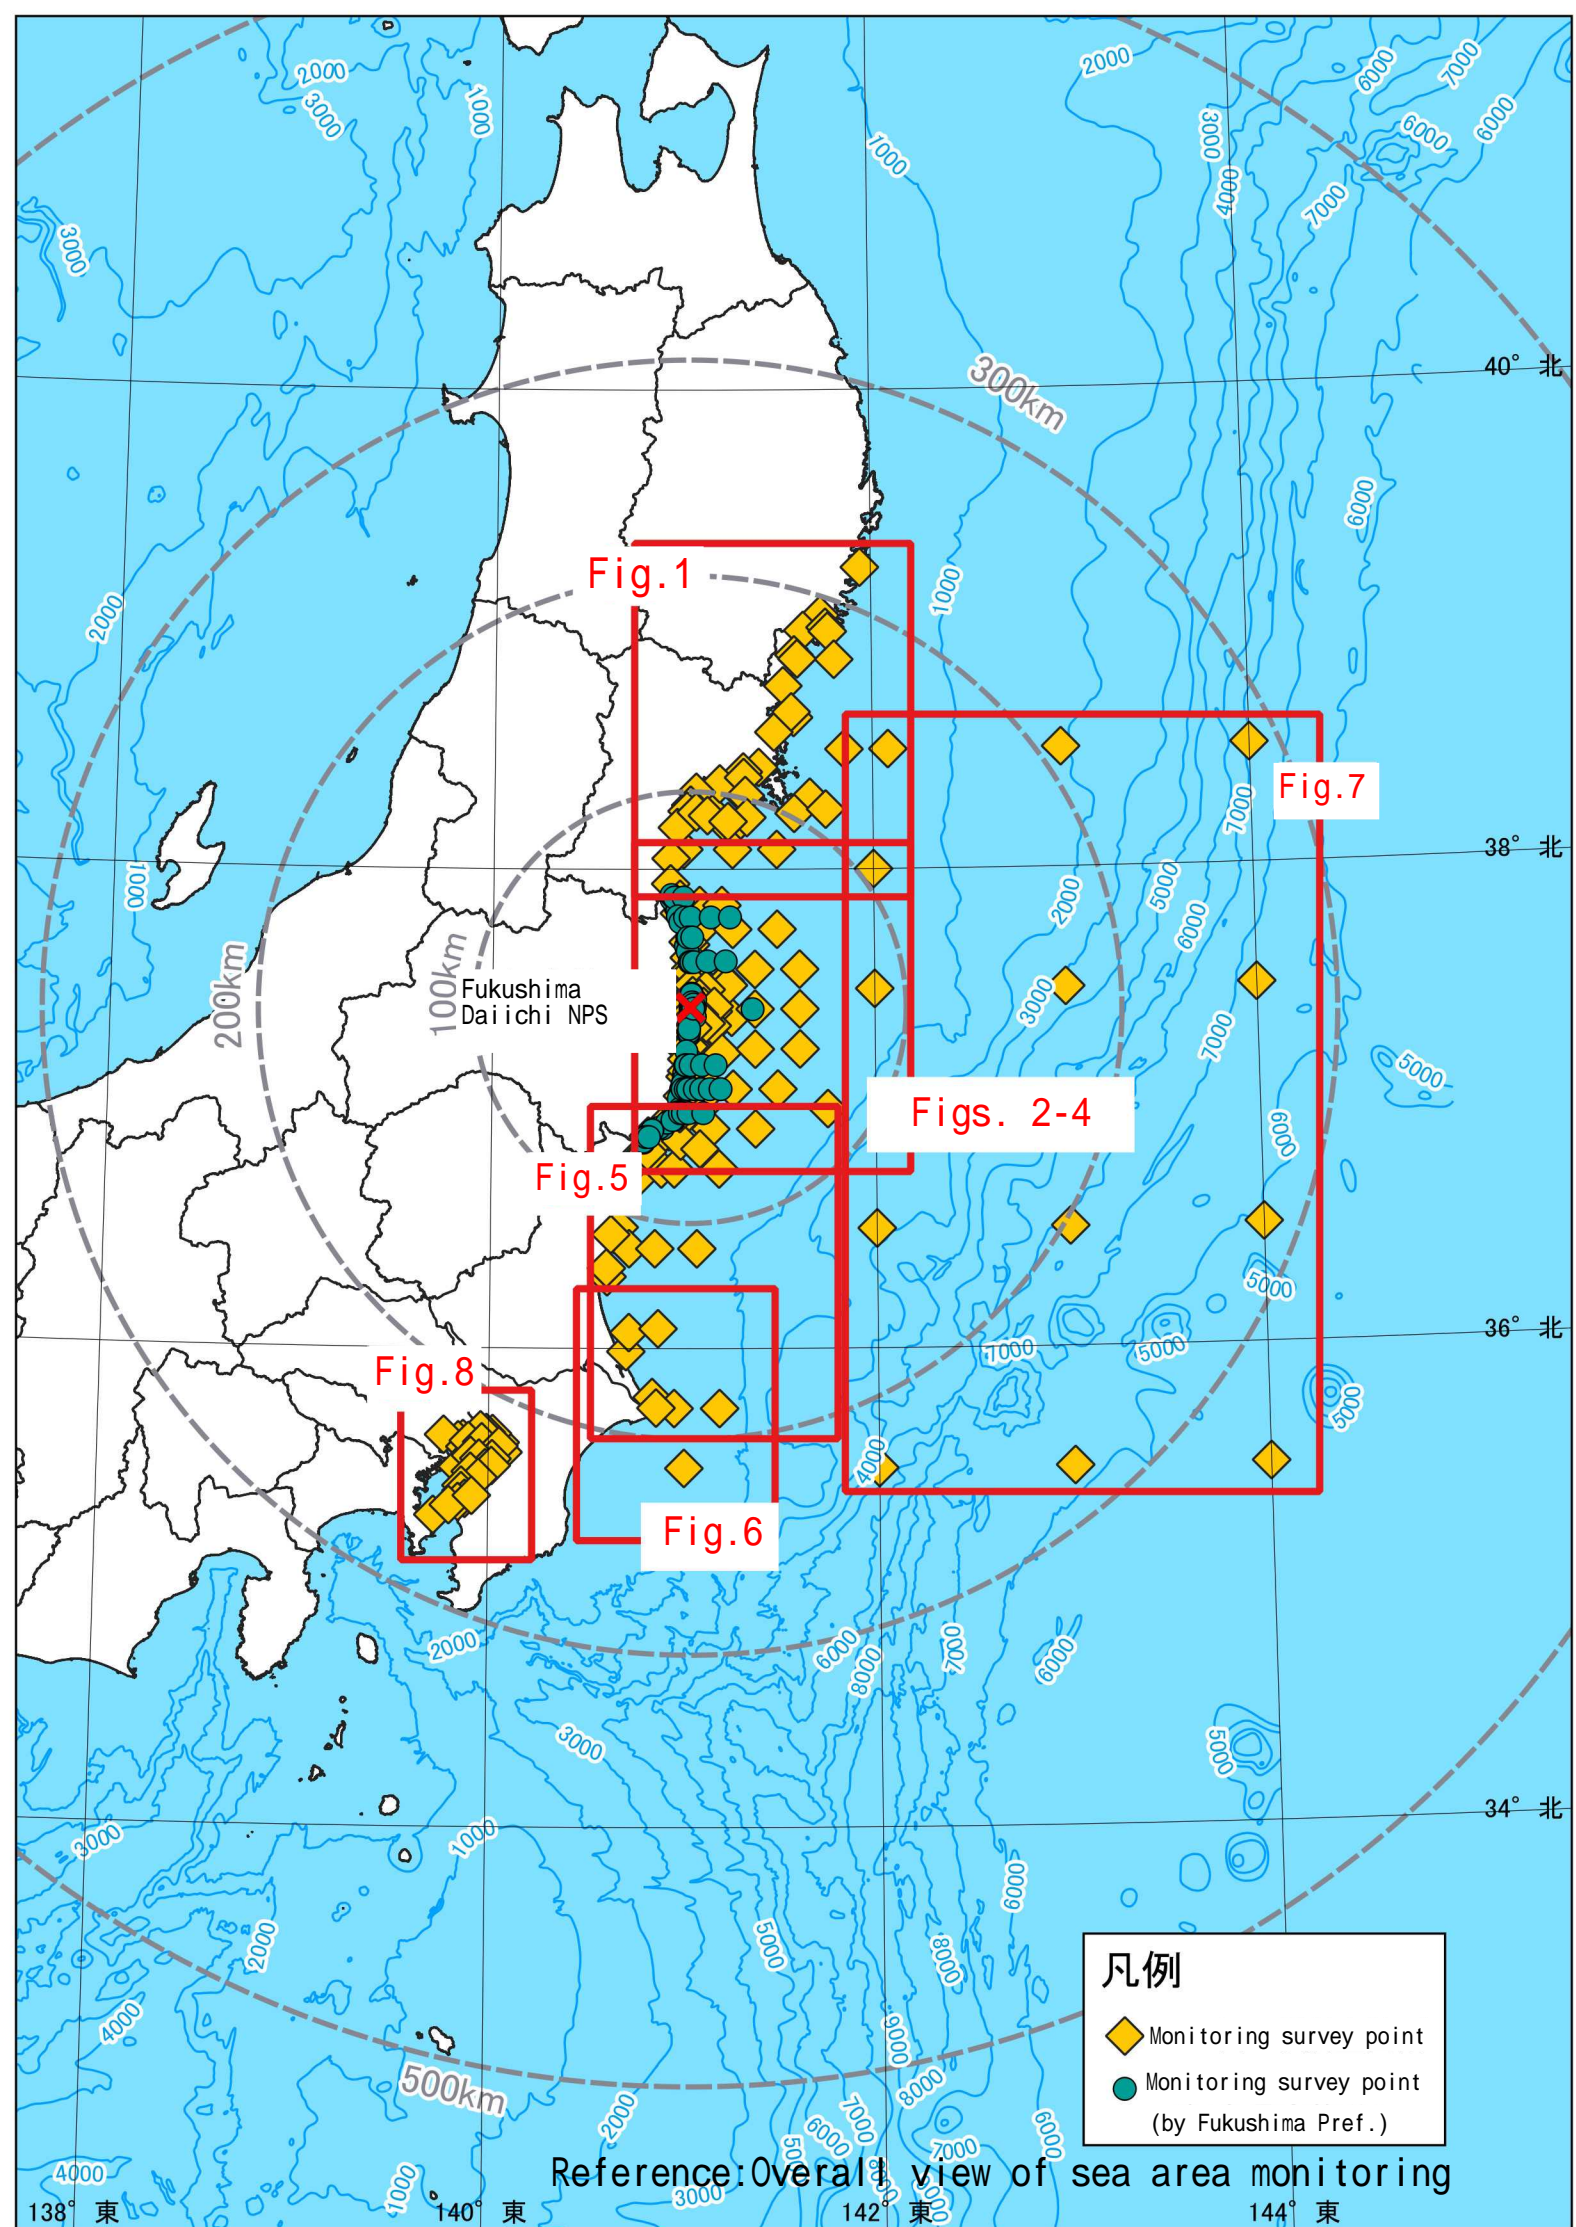 2000
3000
1000
3000
2000
1000
6000
7000
6000
6000
3000
4000
7000
1000
300km
40° 北
6000
2000
Fig.1
1000
Fig.7
7000
38° 北
1000
2000
5000
6000
200km
100km
Fukushima
Daiichi NPS
3000
7000
5000
Figs. 2-4
6000
Fig.5
5000
36° 北
7000
5000
Fig.8
5000
4000
Fig.6
2000
6000
8000
7000
6000
3000
5000
34° 北
3000
1000
6000
2000
5000
8000
4000
9000
凡例
Monitoring survey point
Monitoring survey point
(by Fukushima Pref.)
500km
2000
8000
7000
6000
7000
6000
4000
1000
3000
Reference:Overall view of sea area monitoring
138° 東
140° 東
142° 東
144° 東